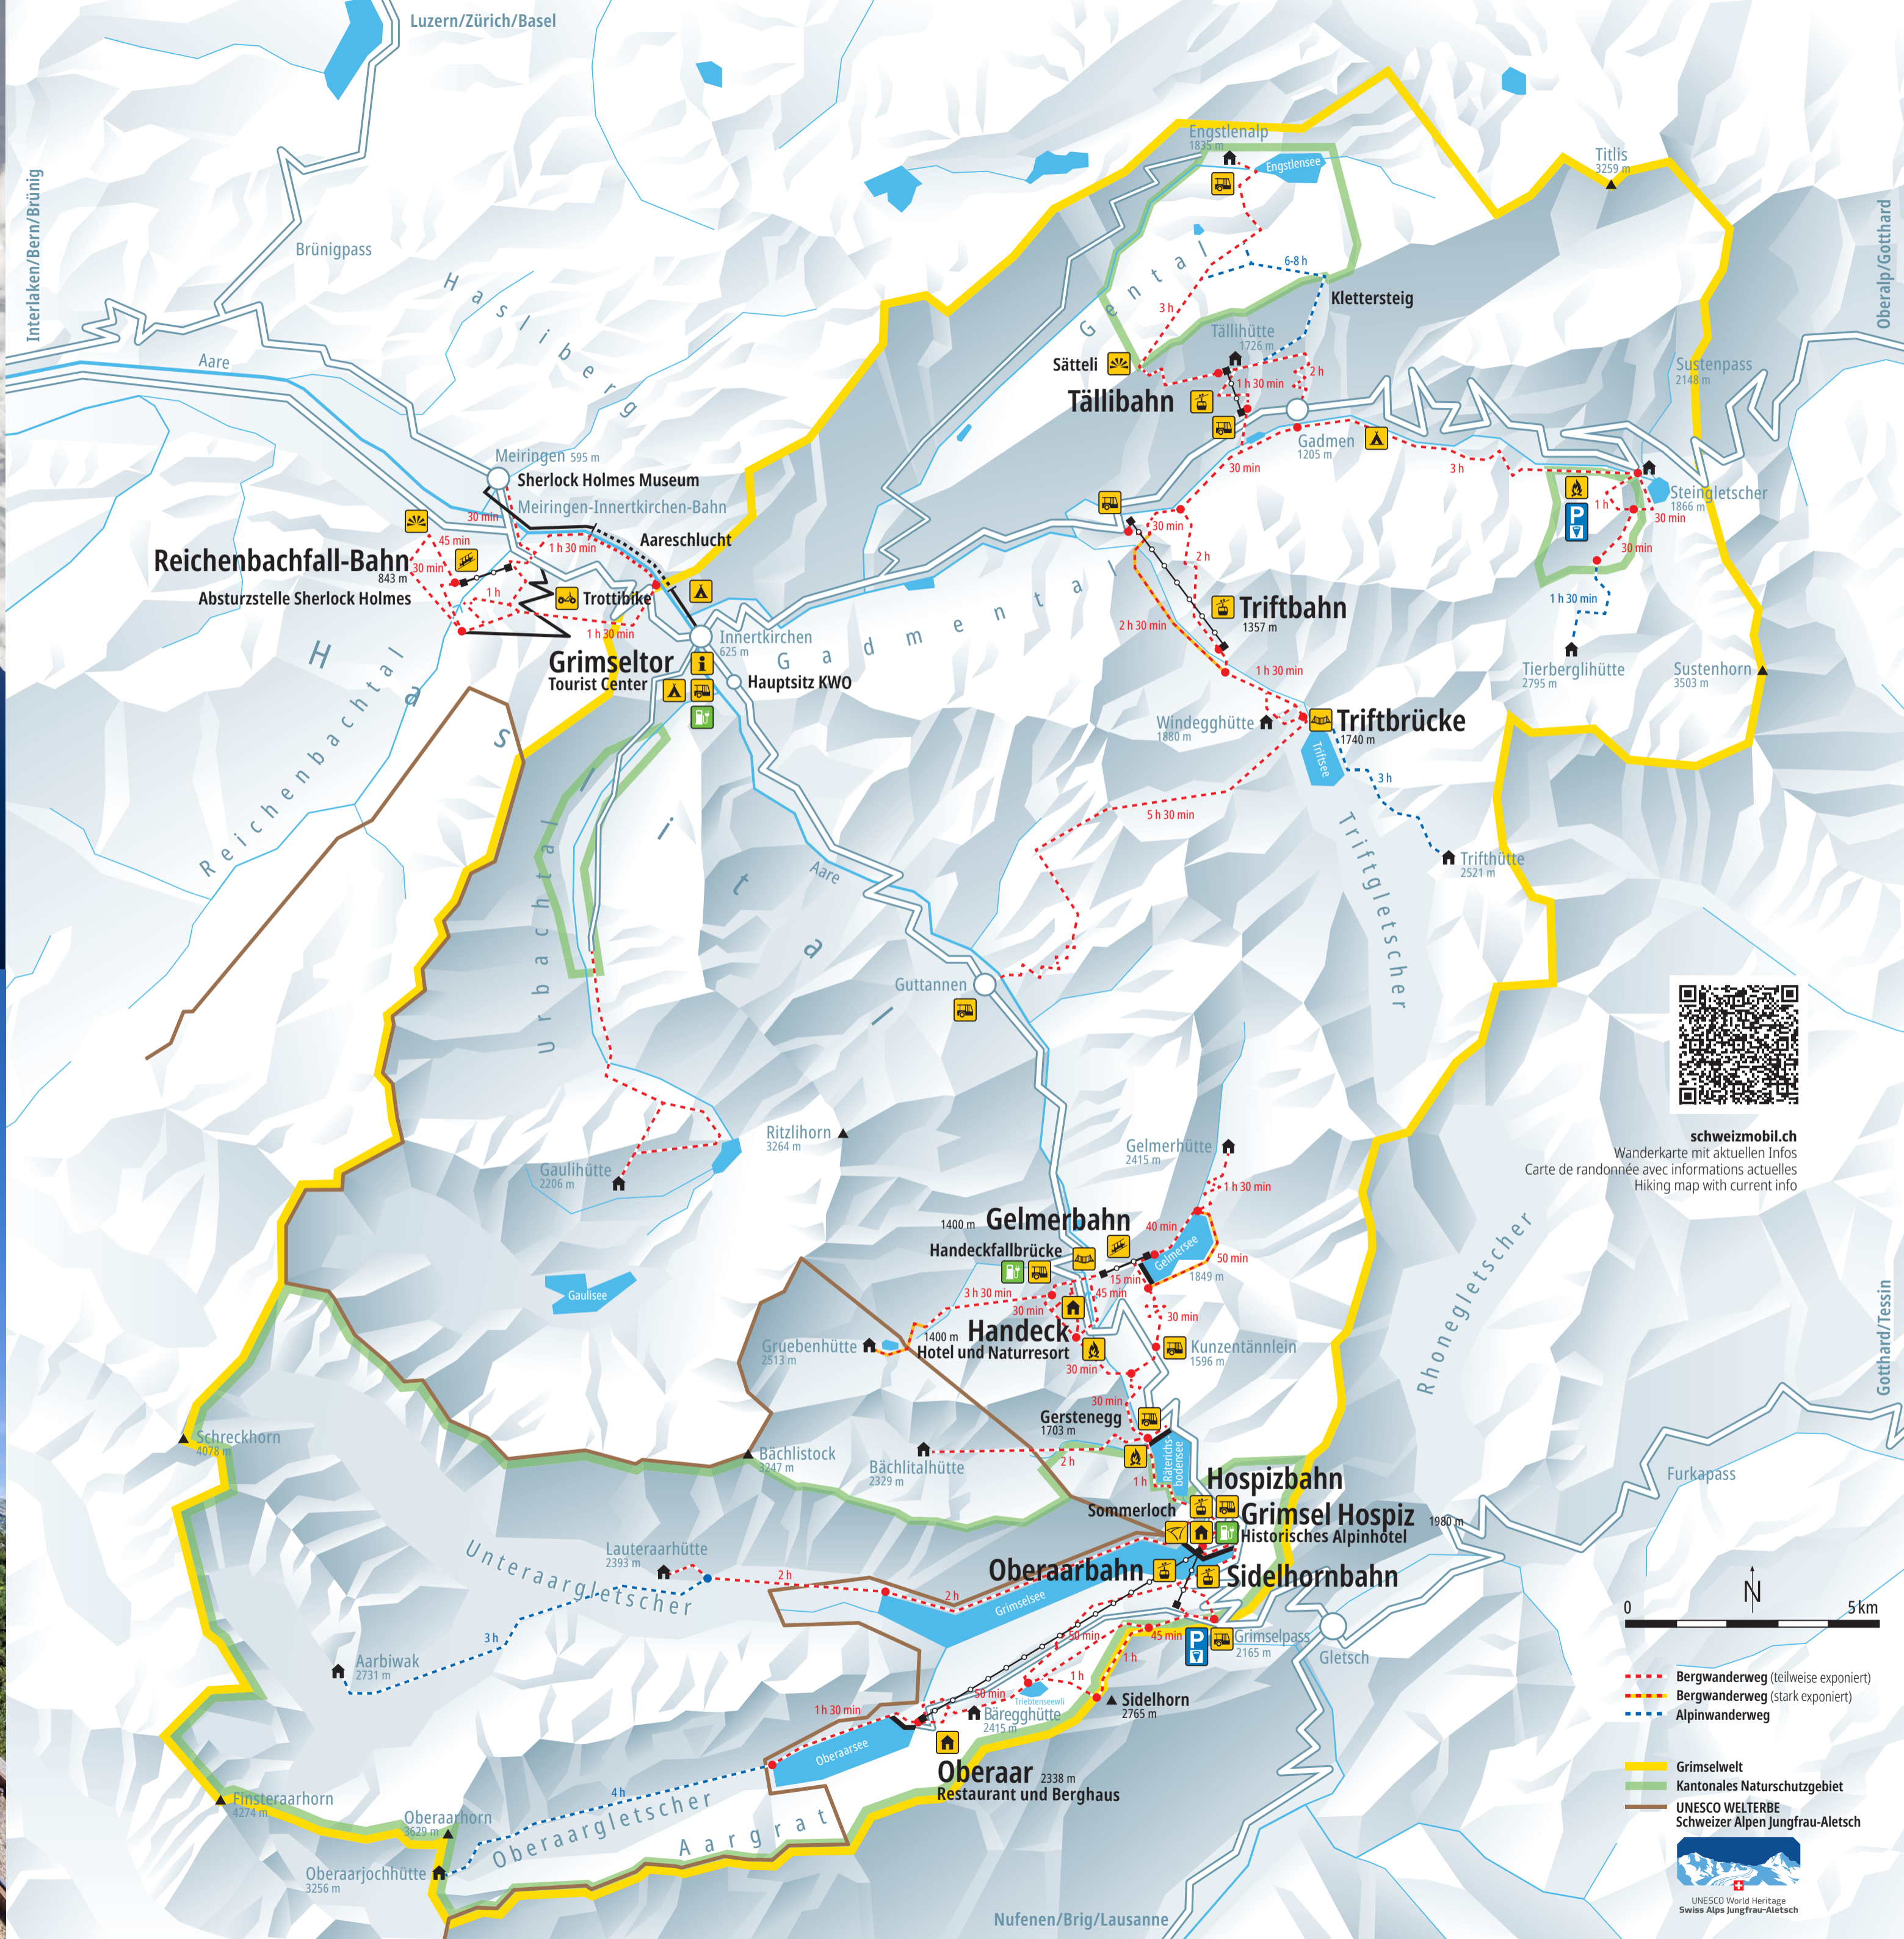 Luzern/Zürich/Basel
Interlaken/Bern/Brünig
Brünigpass
Hasliberg
Aare
Engstlenalp
1835 m
Engstlensee
Titlis
3259 m
Oberalp/Gotthard
Gental
6-8 h
Klettersteig
3 h
Tällihütte
1726 m
Sätteli
1 h 30 min
2 h
Tällibahn
Sustenpass
2148 m
Gadmen
1205 m
30 min
3 h
Steingletscher
1866 m
1 h
30 min
30 min
P
1 h 30 min
Tierberglihütte
2795 m
Sustenhorn
3503 m
Meiringen 595 m
Sherlock Holmes Museum
Meiringen-Innertkirchen-Bahn
30 min
45 min
1 h 30 min
Aareschlucht
Reichenbachfall-Bahn
843 m
30 min
Absturzstelle Sherlock Holmes
1 h
Trottibike
1 h 30 min
Innertkirchen
625 m
Grimseltor
Tourist Center
Hauptsitz KWO
Gadmental
30 min
2 h
Triftbahn
1357 m
2 h 30 min
1 h 30 min
Windegghütte
1880 m
Triftbrücke
1740 m
Triftsee
3 h
5 h 30 min
Trifthütte
2521 m
Triftgletscher
Haslital
Reichenbachtal
Urbachtal
Aare
Guttannen
Ritzlihorn
3264 m
Gaulihütte
2206 m
Gaulisee
Gelmerhütte
2415 m
1 h 30 min
1400 m Gelmerbahn
40 min
Handeckfallbrücke
Gelmersee
50 min
1849 m
15 min
3 h 30 min
45 min
30 min
30 min
1400 m Handeck
Hotel und Naturresort
Gruebenhütte
2513 m
Kunzentännlein
1596 m
30 min
30 min
Gerstenegg
1703 m
Räterichs-
bodensee
2 h
1 h
Bächlitalhütte
2329 m
Bächlistock
3247 m
Schreckhorn
4078 m
Hospizbahn
Sommerloch
Grimsel Hospiz 1980 m
Historisches Alpinhotel
Oberaarbahn
Sidelhornbahn
Lauteraarhütte
2393 m
2 h
2 h
Grimselsee
Unteraargletscher
3 h
Aarbiwak
2731 m
50 min
45 min
P
Grimselpass
2165 m
Gletsch
1 h
1 h
50 min
Triebtenseewli
Sidelhorn
2765 m
Bäregghütte
2415 m
1 h 30 min
Oberaarsee
Oberaar 2338 m
Restaurant und Berghaus
4 h
Finsteraarhorn
4274 m
Oberaarhorn
3629 m
Oberaargletscher
Aargrat
Oberaarjochhütte
3256 m
Nufenen/Brig/Lausanne
Rhonegletscher
Furkapass
Gotthard/Tessin
schweizmobil.ch
Wanderkarte mit aktuellen Infos
Carte de randonnée avec informations actuelles
Hiking map with current info
N
0 5 km
Bergwanderweg (teilweise exponiert)
Bergwanderweg (stark exponiert)
Alpinwanderweg
Grimselwelt
Kantonales Naturschutzgebiet
UNESCO WELTERBE
Schweizer Alpen Jungfrau-Aletsch
UNESCO World Heritage
Swiss Alps Jungfrau-Aletsch